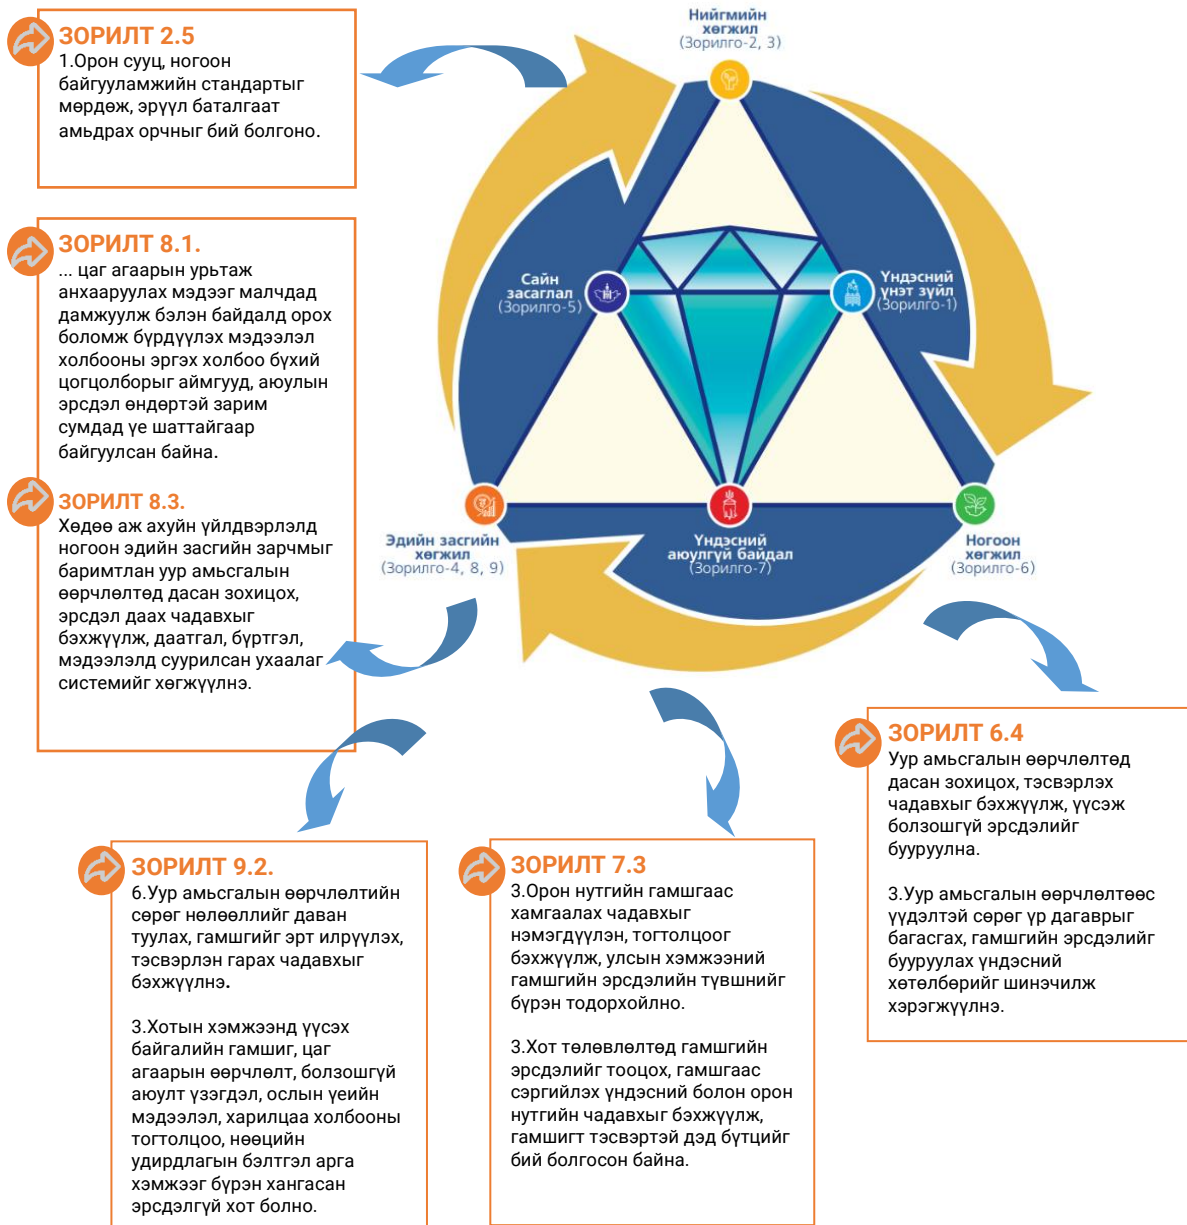 ЗОРИЛТ 2.5
1.Орон сууц, ногоон
байгууламжийн стандартыг
мөрдөж, эрүүл баталгаат
амьдрах орчныг бий болгоно.
Нийгмийн
хөгжил
(Зорилго-2, 3)
ЗОРИЛТ 8.1.
... цаг агаарын урьтаж
анхааруулах мэдээг малчдад
дамжуулж бэлэн байдалд орох
боломж бүрдүүлэх мэдээлэл
холбооны эргэх холбоо бүхий
цогцолборыг аймгууд, аюулын
эрсдэл өндөртэй зарим
сумдад үе шаттайгаар
байгуулсан байна.
Сайн
засаглал
(Зорилго-5)
Үндэсний
үнэт зүйл
(Зорилго-1)
ЗОРИЛТ 8.3.
Хөдөө аж ахуйн үйлдвэрлэлд
ногоон эдийн засгийн зарчмыг
баримтлан уур амьсгалын
өөрчлөлтөд дасан зохицох,
эрсдэл даах чадавхыг
бэхжүүлж, даатгал, бүртгэл,
мэдээлэлд суурилсан ухаалаг
системийг хөгжүүлнэ.
Эдийн засгийн
хөгжил
(Зорилго-4, 8, 9)
Үндэсний
аюулгүй байдал
(Зорилго-7)
Ногоон
хөгжил
(Зорилго-6)
ЗОРИЛТ 9.2.
6.Уур амьсгалын өөрчлөлтийн
сөрөг нөлөөллийг даван
туулах, гамшгийг эрт илрүүлэх,
тэсвэрлэн гарах чадавхыг
бэхжүүлнэ.
3.Хотын хэмжээнд үүсэх
байгалийн гамшиг, цаг
агаарын өөрчлөлт, болзошгүй
аюулт үзэгдэл, ослын үеийн
мэдээлэл, харилцаа холбооны
тогтолцоо, нөөцийн
удирдлагын бэлтгэл арга
хэмжээг бүрэн хангасан
эрсдэлгүй хот болно.
ЗОРИЛТ 7.3
3.Орон нутгийн гамшгаас
хамгаалах чадавхыг
нэмэгдүүлэн, тогтолцоог
бэхжүүлж, улсын хэмжээний
гамшгийн эрсдэлийн түвшнийг
бүрэн тодорхойлно.
3.Хот төлөвлөлтөд гамшгийн
эрсдэлийг тооцох, гамшгаас
сэргийлэх үндэсний болон орон
нутгийн чадавхыг бэхжүүлж,
гамшигт тэсвэртэй дэд бүтцийг
бий болгосон байна.
ЗОРИЛТ 6.4
Уур амьсгалын өөрчлөлтөд
дасан зохицох, тэсвэрлэх
чадавхыг бэхжүүлж, үүсэж
болзошгүй эрсдэлийг
бууруулна.
3.Уур амьсгалын өөрчлөлтөөс
үүдэлтэй сөрөг үр дагаврыг
багасгах, гамшгийн эрсдэлийг
бууруулах үндэсний
хөтөлбөрийг шинэчилж
хэрэгжүүлнэ.